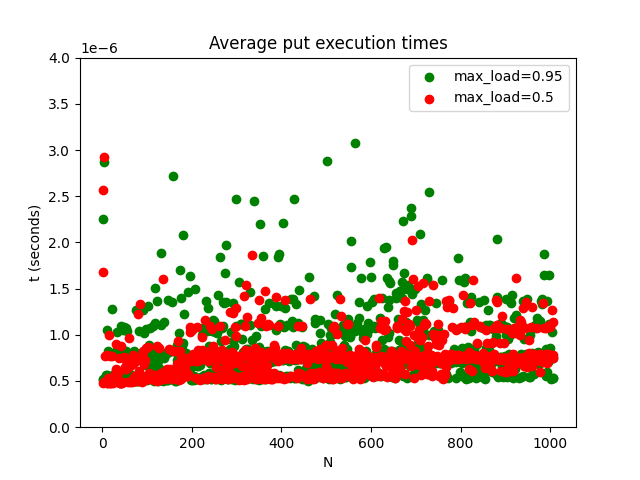 Average put execution times
1e−6
max_load=0.95
max_load=0.5
4.0
3.5
3.0
2.5
2.0
1.5
1.0
0.5
0.0
t (seconds)
0 200 400 600 800 1000
N